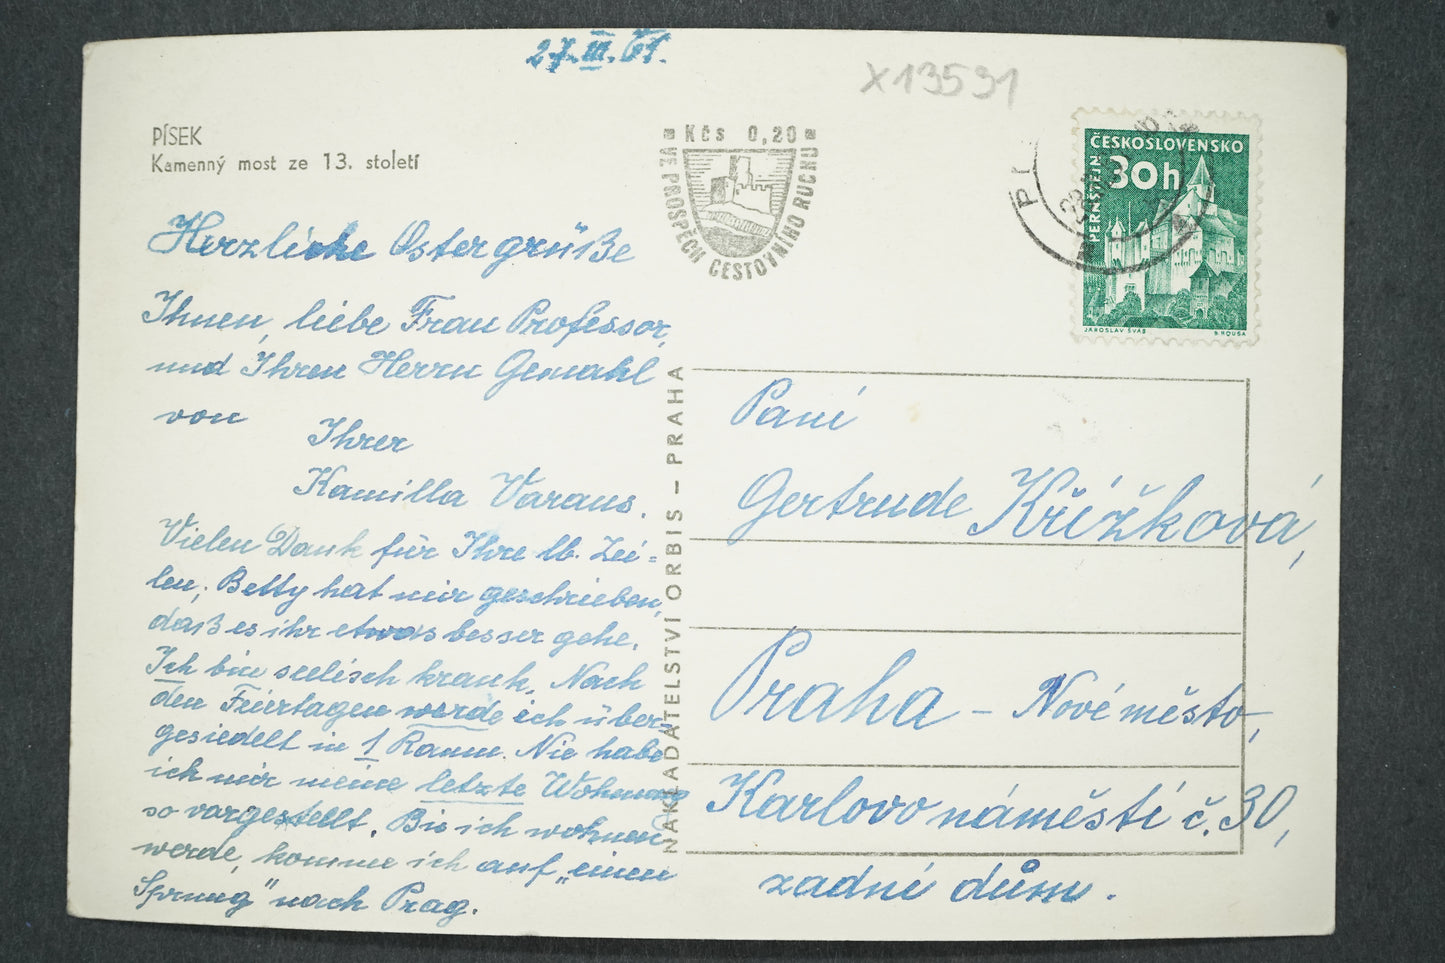 27.III.61.
X13591
PÍSEK
Kamenný most ze 13. století
Kčs 0,20
VE PROSPĚCH CESTOVNÍHO RUCHU
ČESKOSLOVENSKO
30h
PERNŠTEJN
JAROSLAV ŠVÁB
B. HOUSA
Herzliche Ostergrüße
Ihnen, liebe Frau Professor,
und Ihren Herrn Gemahl
von
Ihrer
Kamilla Varaus.
Vielen Dank für Ihre lb. Zei-
len, Betty hat mir geschrieben,
daß es ihr etwas besser gehe.
Ich bin seelisch krank. Nach
den Feiertagen werde ich über-
gesiedelt in 1 Raum. Nie habe
ich mir meine letzte Wohnung
so vorgestellt. Bis ich wohnen
werde, komme ich auf „einen
Sprung" nach Prag.
NAKLADATELSTVÍ ORBIS – PRAHA
Paní
Gertrude Křížková,
Praha – Nové město,
Karlovo náměstí č. 30,
zadní dům.